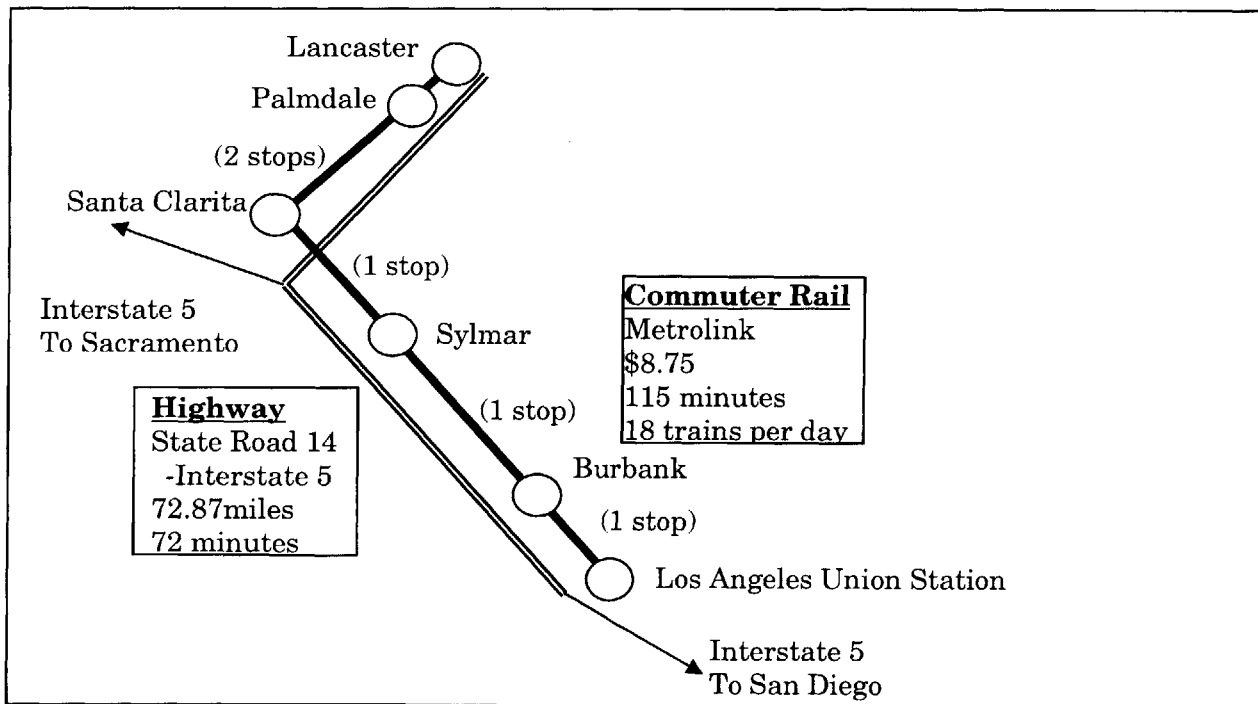 Lancaster
Palmdale
(2 stops)
Santa Clarita
(1 stop)
Interstate 5
To Sacramento
Sylmar
Commuter Rail
Metrolink
$8.75
115 minutes
18 trains per day
Highway
State Road 14
-Interstate 5
72.87miles
72 minutes
(1 stop)
Burbank
(1 stop)
Los Angeles Union Station
Interstate 5
To San Diego